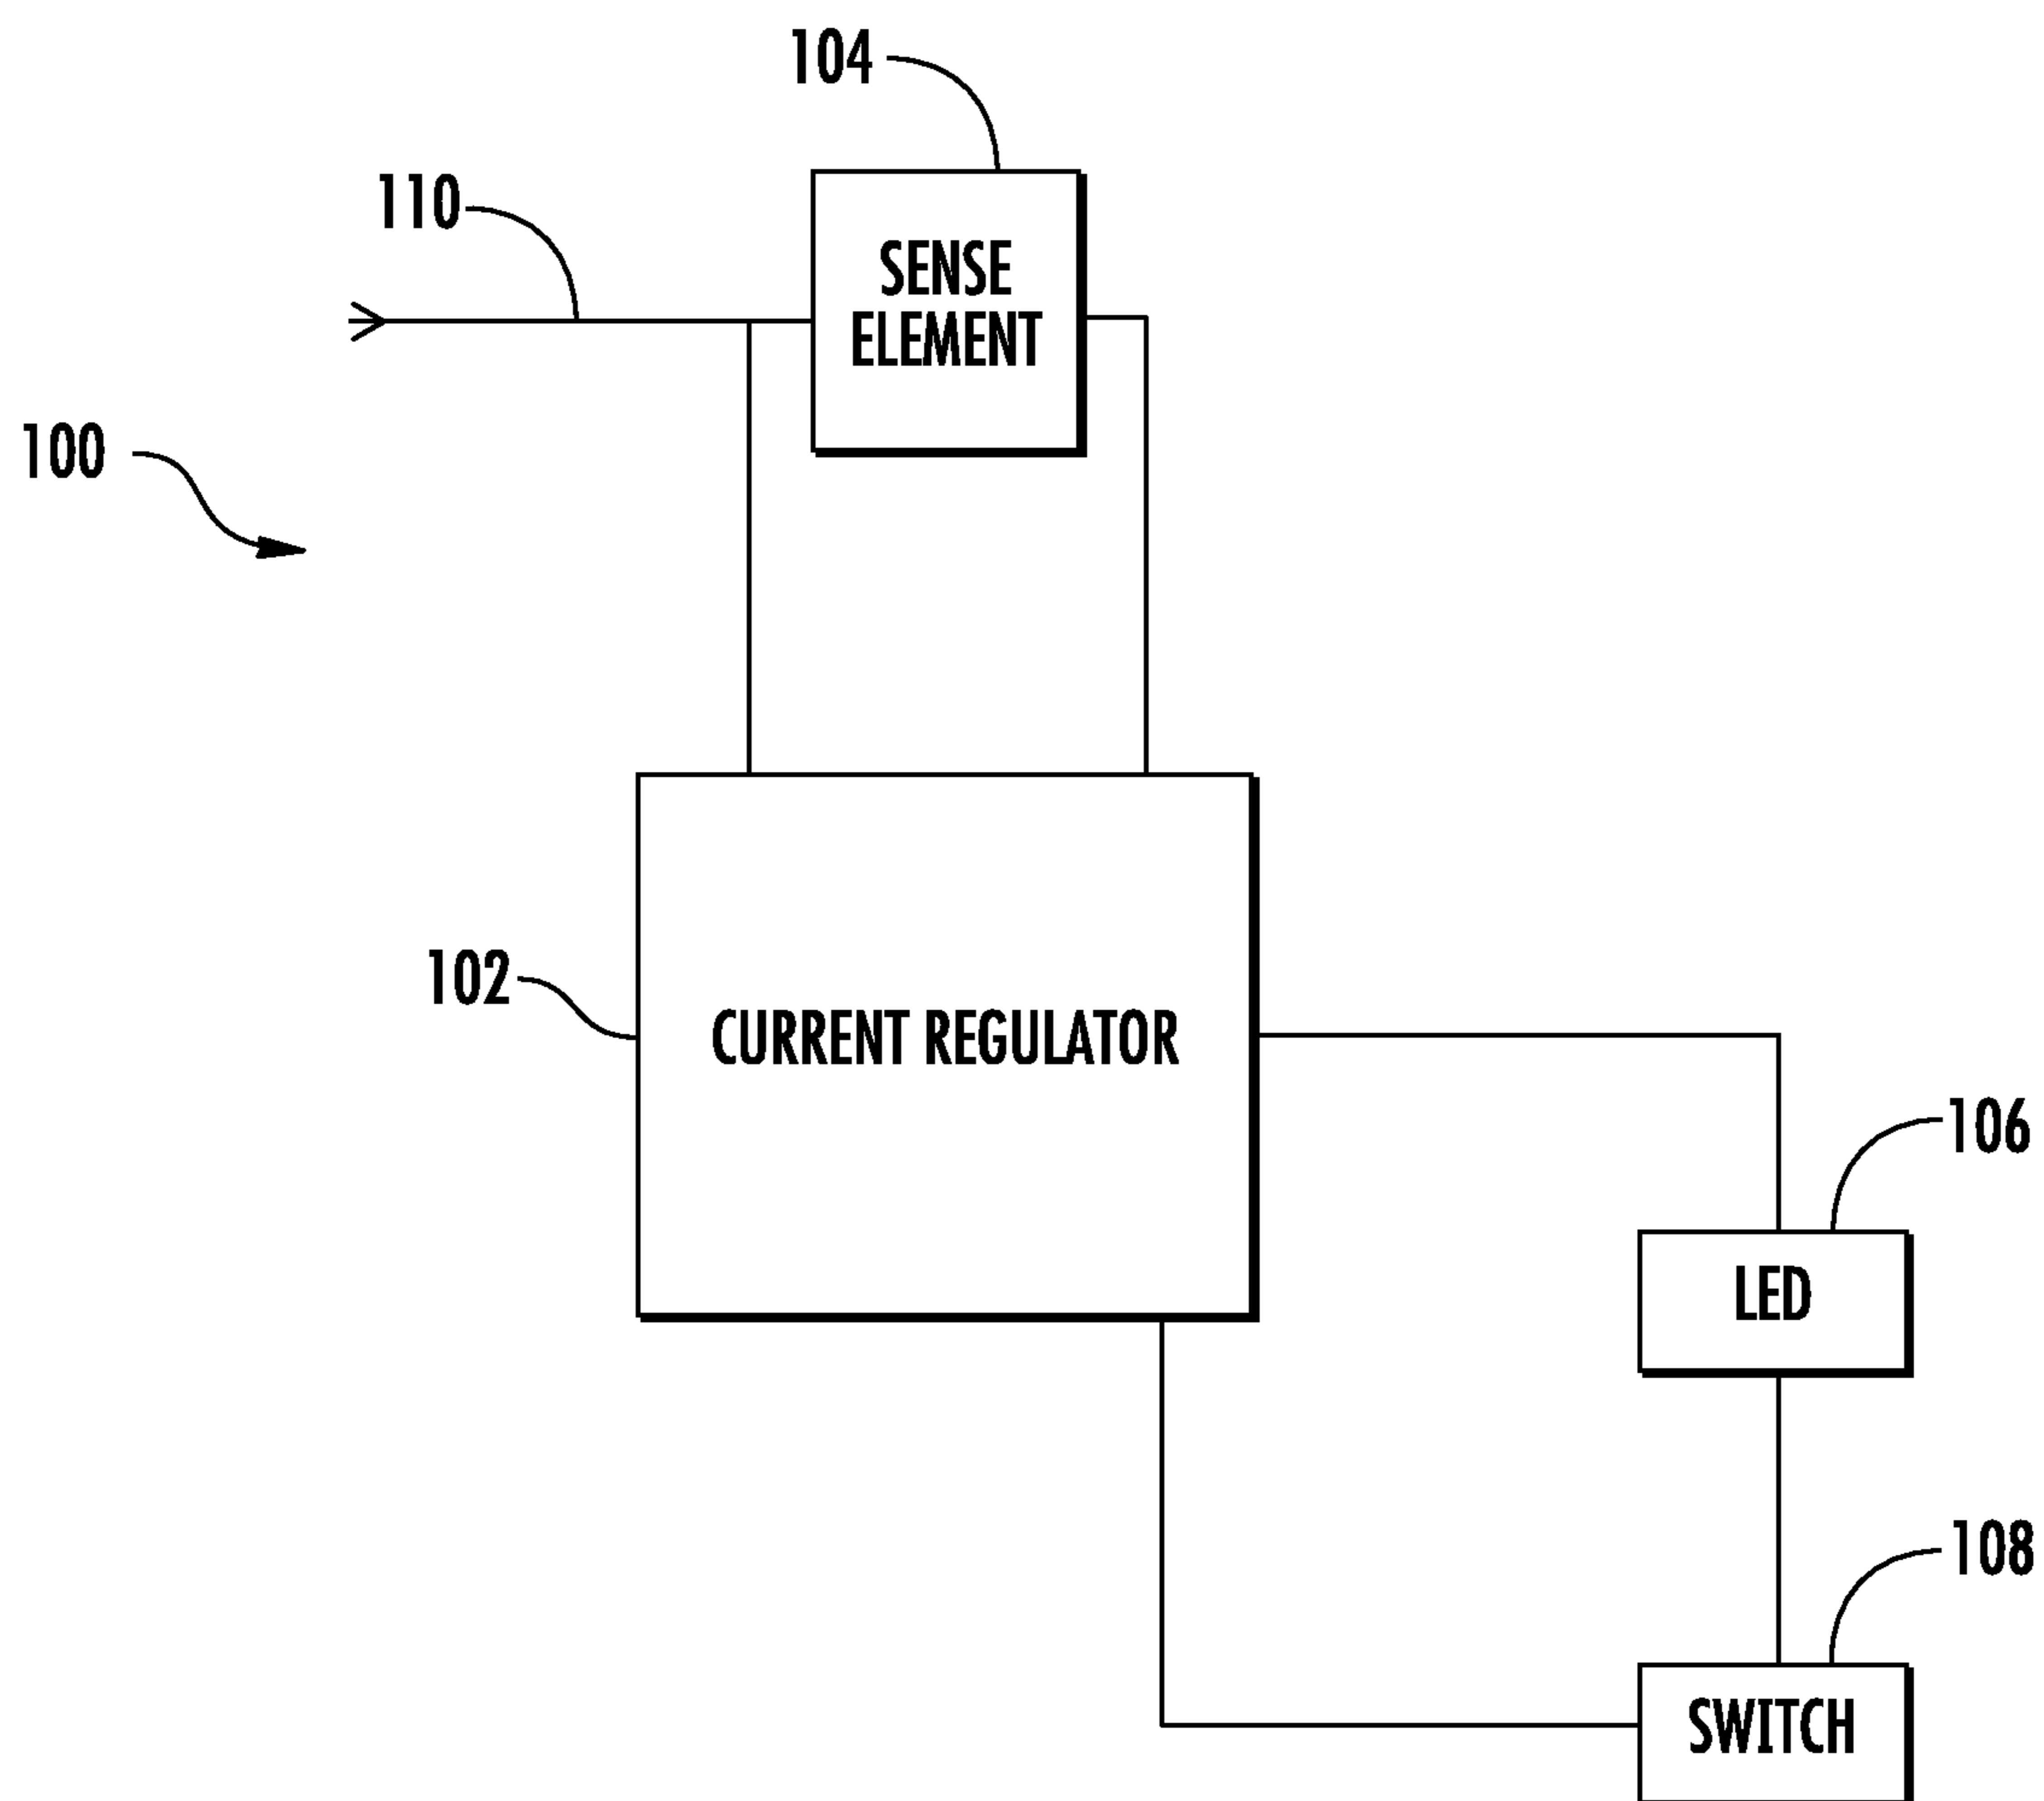 104
110
SENSE
ELEMENT
100
102
CURRENT REGULATOR
106
LED
108
SWITCH